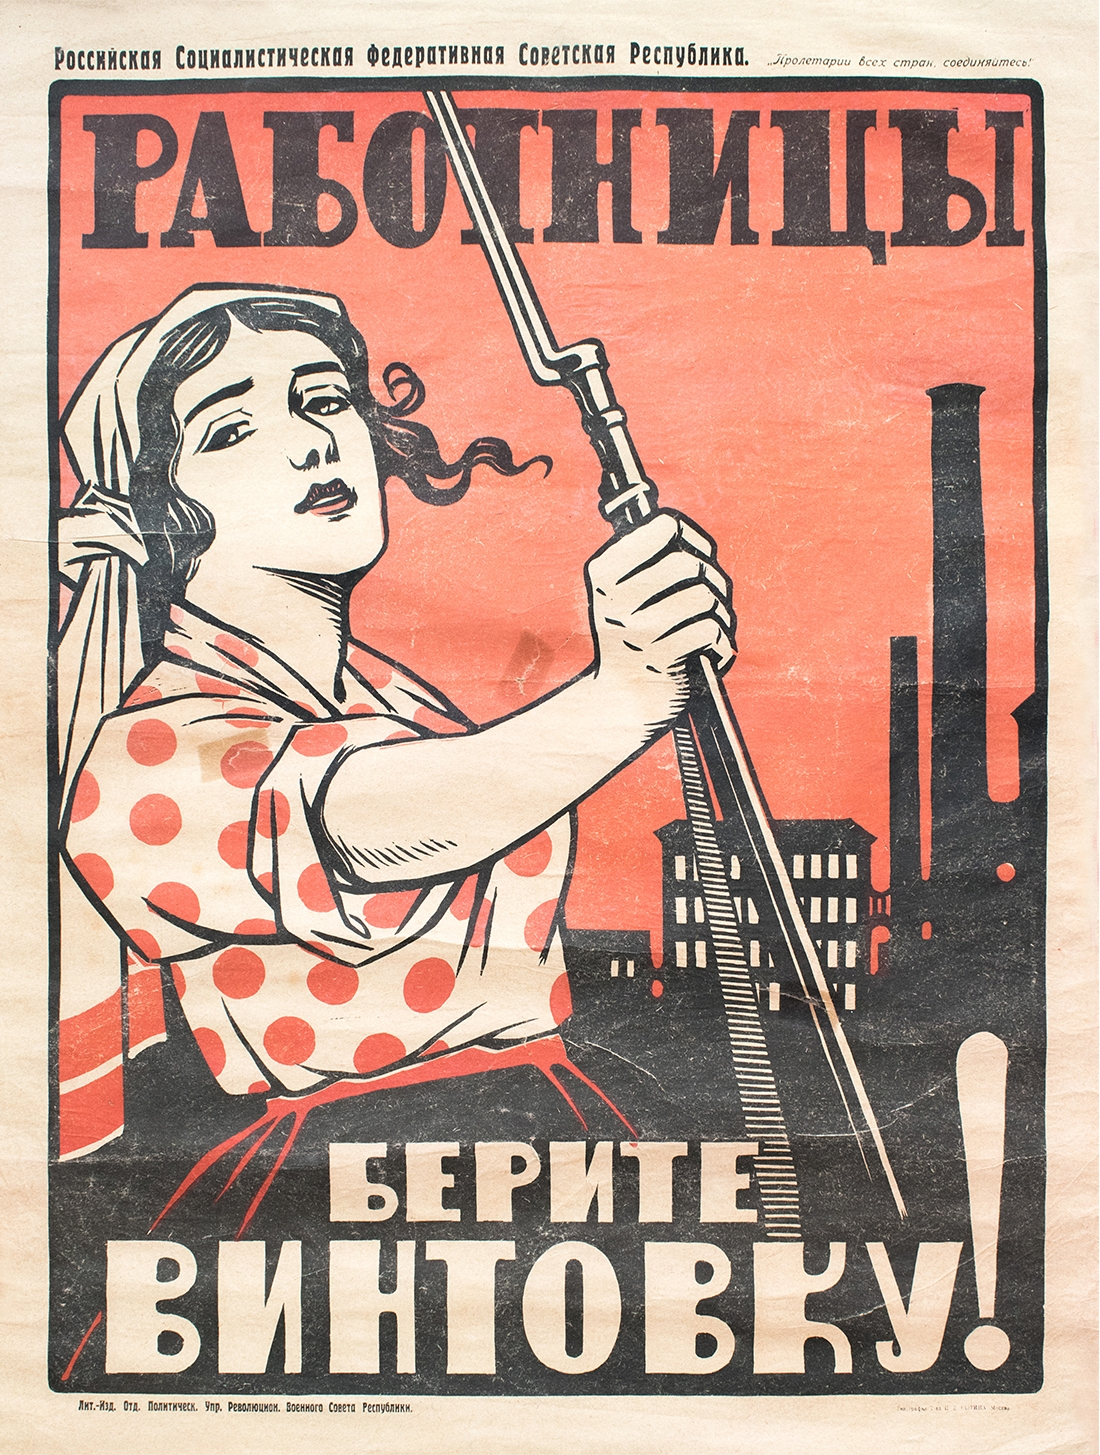 Российская Социалистическая Федеративная Советская Республика. „Пролетарии всех стран, соединяйтесь!"
РАБОТНИЦЫ
БЕРИТЕ
ВИНТОВКУ!
Лит.-Изд. Отд. Политическ. Упр. Революцион. Военного Совета Республики.
Москва